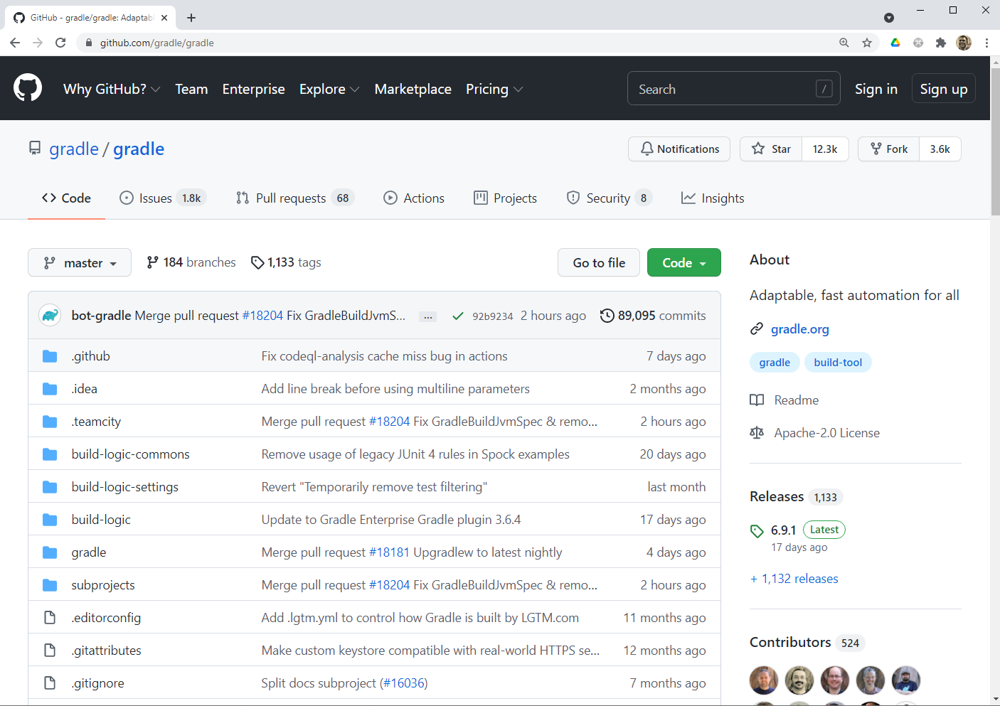 GitHub - gradle/gradle: Adaptabl
github.com/gradle/gradle
Why GitHub? Team Enterprise Explore Marketplace Pricing Search / Sign in Sign up
gradle / gradle Notifications Star 12.3k Fork 3.6k
Code Issues 1.8k Pull requests 68 Actions Projects Security 8 Insights
master 184 branches 1,133 tags Go to file Code
bot-gradle Merge pull request #18204 Fix GradleBuildJvmS... ... 92b9234 2 hours ago 89,095 commits
.github Fix codeql-analysis cache miss bug in actions 7 days ago
.idea Add line break before using multiline parameters 2 months ago
.teamcity Merge pull request #18204 Fix GradleBuildJvmSpec & remo... 2 hours ago
build-logic-commons Remove usage of legacy JUnit 4 rules in Spock examples 20 days ago
build-logic-settings Revert "Temporarily remove test filtering" last month
build-logic Update to Gradle Enterprise Gradle plugin 3.6.4 17 days ago
gradle Merge pull request #18181 Upgradlew to latest nightly 4 days ago
subprojects Merge pull request #18204 Fix GradleBuildJvmSpec & remo... 2 hours ago
.editorconfig Add .lgtm.yml to control how Gradle is built by LGTM.com 11 months ago
.gitattributes Make custom keystore compatible with real-world HTTPS se... 12 months ago
.gitignore Split docs subproject (#16036) 7 months ago
About
Adaptable, fast automation for all
gradle.org
gradle build-tool
Readme
Apache-2.0 License
Releases 1,133
6.9.1 Latest
17 days ago
+ 1,132 releases
Contributors 524